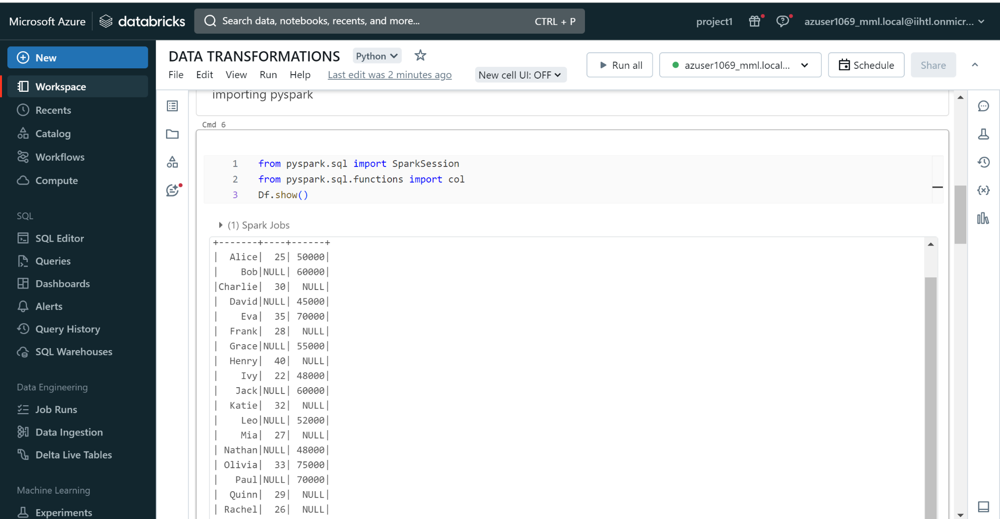 Microsoft Azure databricks Search data, notebooks, recents, and more... CTRL + P project1 azuser1069_mml.local@iihtl.onmicr...
New
Workspace
Recents
Catalog
Workflows
Compute
SQL
SQL Editor
Queries
Dashboards
Alerts
Query History
SQL Warehouses
Data Engineering
Job Runs
Data Ingestion
Delta Live Tables
Machine Learning
Experiments
DATA TRANSFORMATIONS Python
File Edit View Run Help Last edit was 2 minutes ago New cell UI: OFF
Run all azuser1069_mml.local... Schedule Share
importing pyspark
Cmd 6
1 from pyspark.sql import SparkSession
2 from pyspark.sql.functions import col
3 Df.show()
(1) Spark Jobs
+-------+----+------+
|  Alice|  25| 50000|
|    Bob|NULL| 60000|
|Charlie|  30|  NULL|
|  David|NULL| 45000|
|    Eva|  35| 70000|
|  Frank|  28|  NULL|
|  Grace|NULL| 55000|
|  Henry|  40|  NULL|
|    Ivy|  22| 48000|
|   Jack|NULL| 60000|
|  Katie|  32|  NULL|
|    Leo|NULL| 52000|
|    Mia|  27|  NULL|
| Nathan|NULL| 48000|
| Olivia|  33| 75000|
|   Paul|NULL| 70000|
|  Quinn|  29|  NULL|
| Rachel|  26|  NULL|